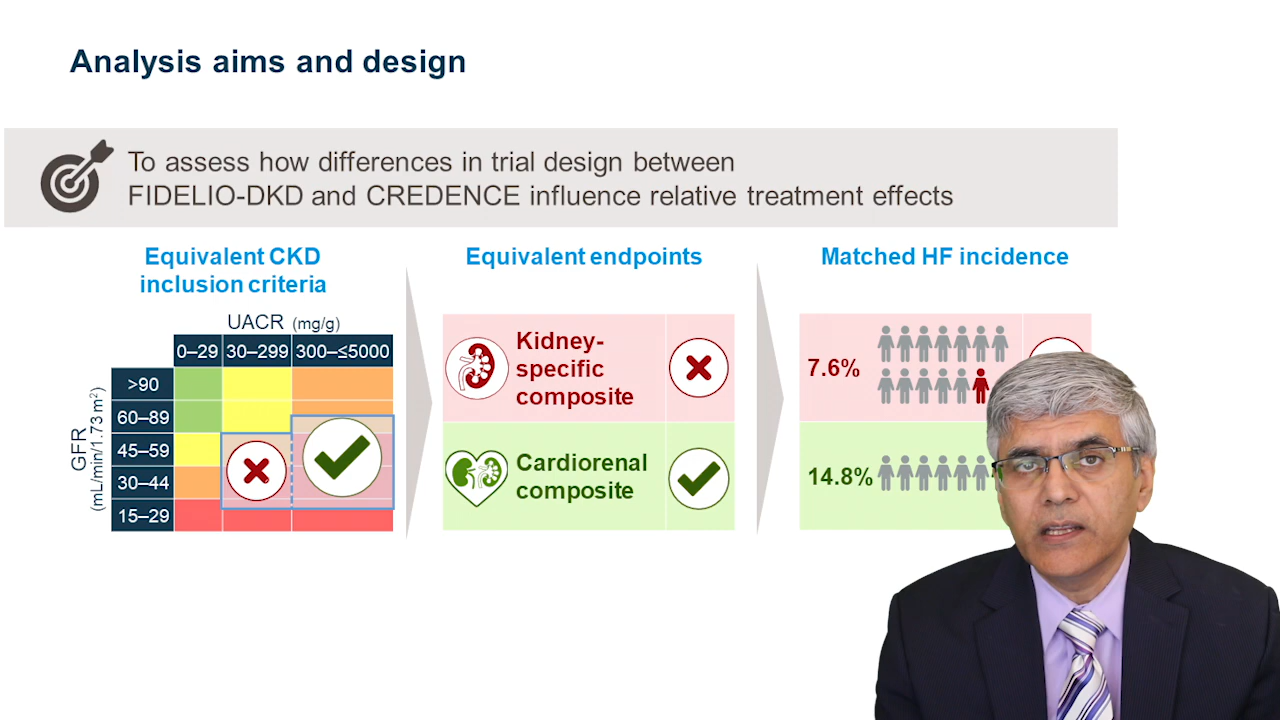 Analysis aims and design
To assess how differences in trial design between
FIDELIO-DKD and CREDENCE influence relative treatment effects
Equivalent CKD
inclusion criteria
UACR (mg/g)
0–29 30–299 300–≤5000
GFR
(mL/min/1.73 m²)
>90
60–89
45–59
30–44
15–29
Equivalent endpoints
Kidney-
specific
composite
Cardiorenal
composite
Matched HF incidence
7.6%
14.8%